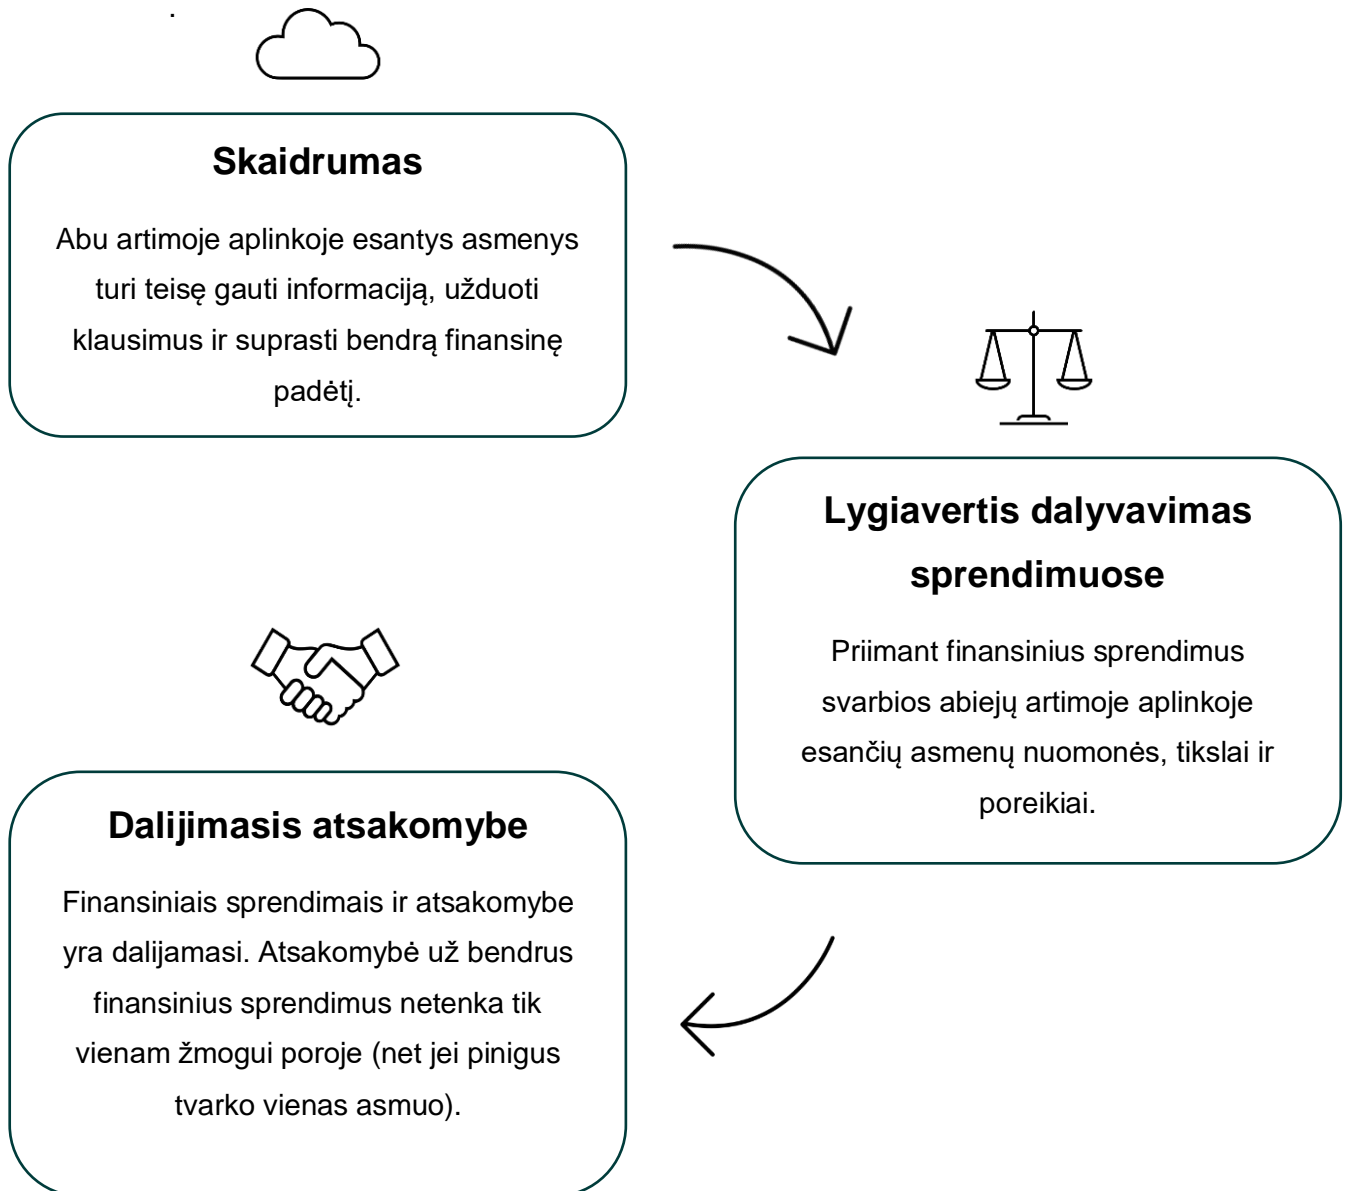 .
Skaidrumas
Abu artimoje aplinkoje esantys asmenys
turi teisę gauti informaciją, užduoti
klausimus ir suprasti bendrą finansinę
padėtį.
Lygiavertis dalyvavimas
sprendimuose
Priimant finansinius sprendimus
svarbios abiejų artimoje aplinkoje
esančių asmenų nuomonės, tikslai ir
poreikiai.
Dalijimasis atsakomybe
Finansiniais sprendimais ir atsakomybe
yra dalijamasi. Atsakomybė už bendrus
finansinius sprendimus netenka tik
vienam žmogui poroje (net jei pinigus
tvarko vienas asmuo).